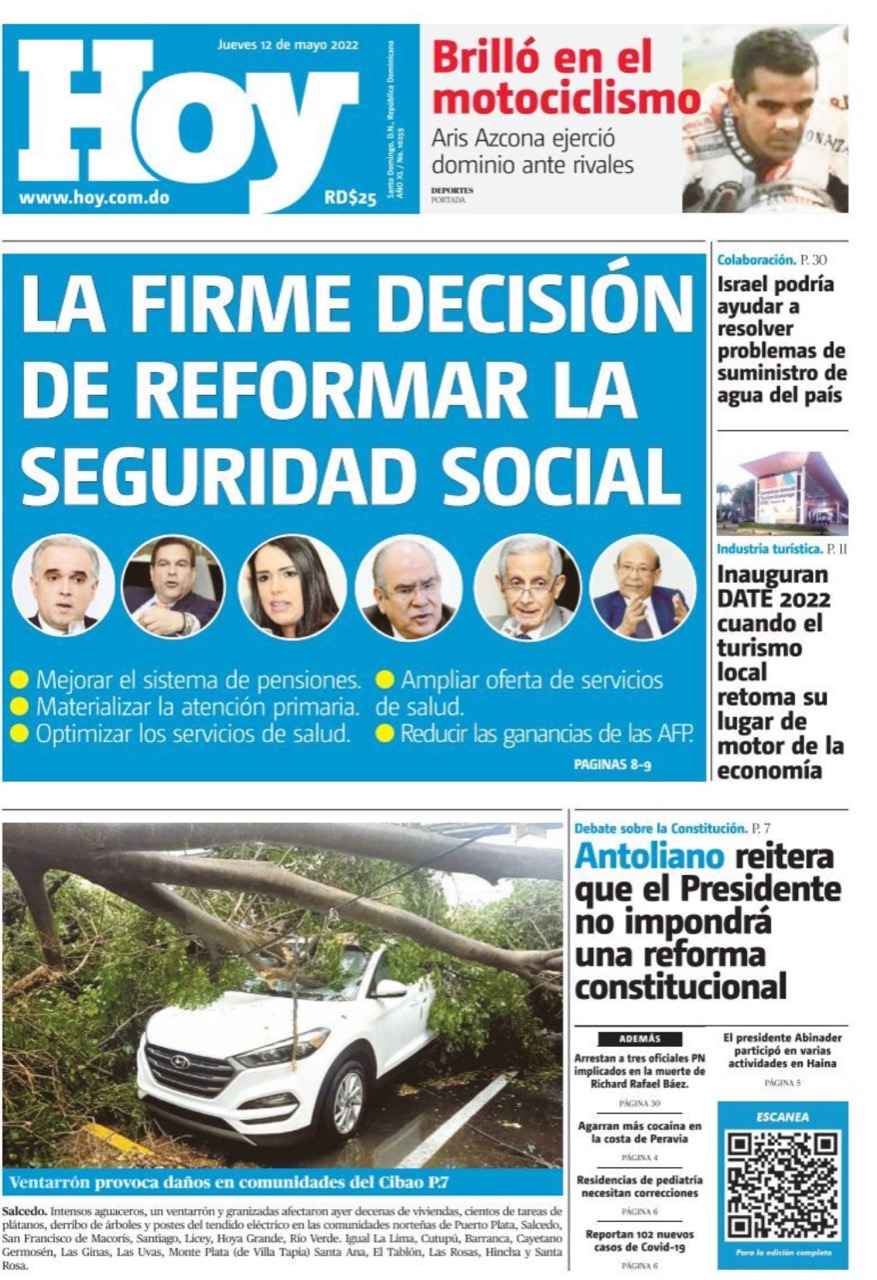 Jueves 12 de mayo 2022
Hoy
www.hoy.com.do
RD$25
Santo Domingo, D.N., República Dominicana
AÑO XL / No. 10259
Brilló en el
motociclismo
Aris Azcona ejerció
dominio ante rivales
DEPORTES
PORTADA
LA FIRME DECISIÓN
DE REFORMAR LA
SEGURIDAD SOCIAL
Mejorar el sistema de pensiones.
Materializar la atención primaria.
Optimizar los servicios de salud.
Ampliar oferta de servicios
de salud.
Reducir las ganancias de las AFP.
PAGINAS 8-9
Colaboración. P. 30
Israel podría
ayudar a
resolver
problemas de
suministro de
agua del país
Industria turística. P. 11
Inauguran
DATE 2022
cuando el
turismo
local
retoma su
lugar de
motor de la
economía
Ventarrón provoca daños en comunidades del Cibao P.7
Salcedo. Intensos aguaceros, un ventarrón y granizadas afectaron ayer decenas de viviendas, cientos de tareas de
plátanos, derribo de árboles y postes del tendido eléctrico en las comunidades norteñas de Puerto Plata, Salcedo,
San Francisco de Macorís, Santiago, Licey, Hoya Grande, Río Verde. Igual La Lima, Cutupú, Barranca, Cayetano
Germosén, Las Ginas, Las Uvas, Monte Plata (de Villa Tapia) Santa Ana, El Tablón, Las Rosas, Hincha y Santa
Rosa.
Debate sobre la Constitución. P. 7
Antoliano reitera
que el Presidente
no impondrá
una reforma
constitucional
ADEMÁS
Arrestan a tres oficiales PN
implicados en la muerte de
Richard Rafael Báez.
PÁGINA 30
Agarran más cocaína en
la costa de Peravia
PÁGINA 4
Residencias de pediatría
necesitan correcciones
PÁGINA 6
Reportan 102 nuevos
casos de Covid-19
PÁGINA 6
El presidente Abinader
participó en varias
actividades en Haina
PÁGINA 5
ESCANEA
Para la edición completa